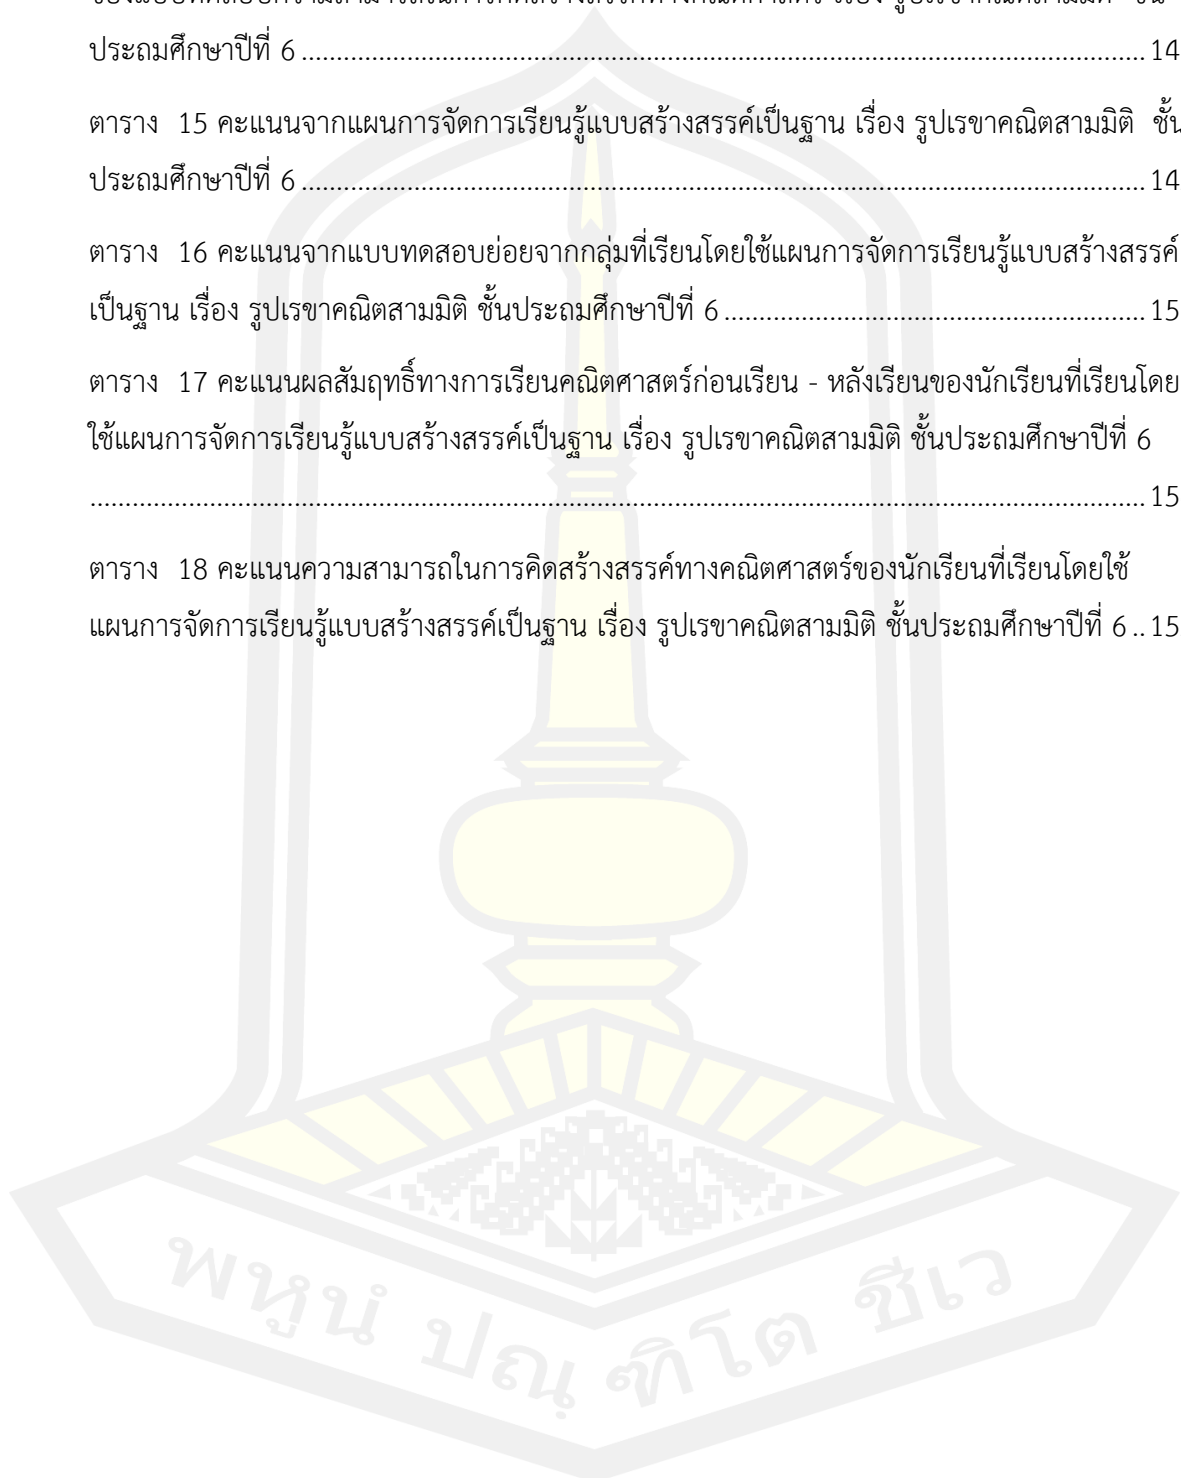 ประถมศึกษาปีที่ 6 ........................................................................................................................ 14
ตาราง 15 คะแนนจากแผนการจัดการเรียนรู้แบบสร้างสรรค์เป็นฐาน เรื่อง รูปเรขาคณิตสามมิติ ชั้น
ประถมศึกษาปีที่ 6 ........................................................................................................................ 14
ตาราง 16 คะแนนจากแบบทดสอบย่อยจากกลุ่มที่เรียนโดยใช้แผนการจัดการเรียนรู้แบบสร้างสรรค์
เป็นฐาน เรื่อง รูปเรขาคณิตสามมิติ ชั้นประถมศึกษาปีที่ 6 ............................................................ 15
ตาราง 17 คะแนนผลสัมฤทธิ์ทางการเรียนคณิตศาสตร์ก่อนเรียน - หลังเรียนของนักเรียนที่เรียนโดย
ใช้แผนการจัดการเรียนรู้แบบสร้างสรรค์เป็นฐาน เรื่อง รูปเรขาคณิตสามมิติ ชั้นประถมศึกษาปีที่ 6
...................................................................................................................................................... 15
ตาราง 18 คะแนนความสามารถในการคิดสร้างสรรค์ทางคณิตศาสตร์ของนักเรียนที่เรียนโดยใช้
แผนการจัดการเรียนรู้แบบสร้างสรรค์เป็นฐาน เรื่อง รูปเรขาคณิตสามมิติ ชั้นประถมศึกษาปีที่ 6 .. 15
พหูนํ ปณฺฑิโต ชีเว